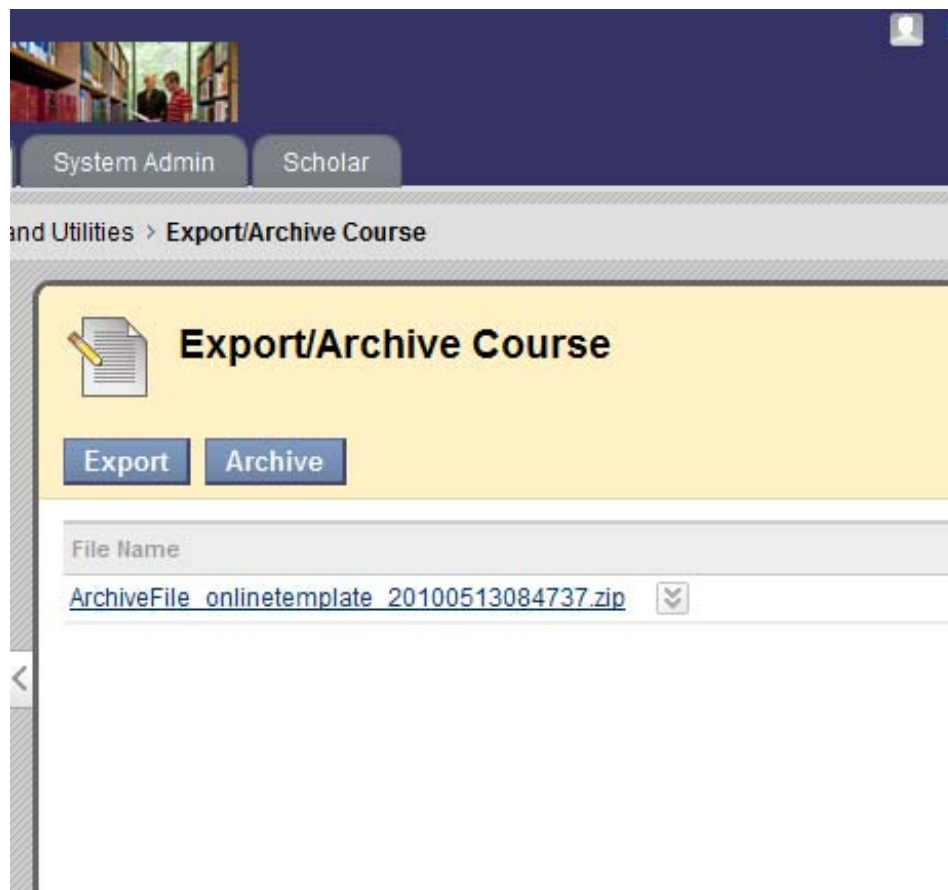 System Admin Scholar
and Utilities > Export/Archive Course
Export/Archive Course
Export Archive
File Name
ArchiveFile_onlinetemplate_20100513084737.zip